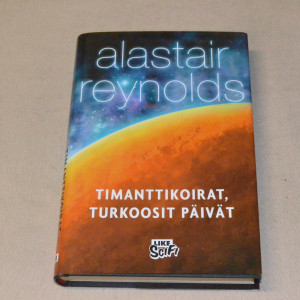 alastair
reynolds
TIMANTTIKOIRAT,
TURKOOSIT PÄIVÄT
LIKE
SciFi